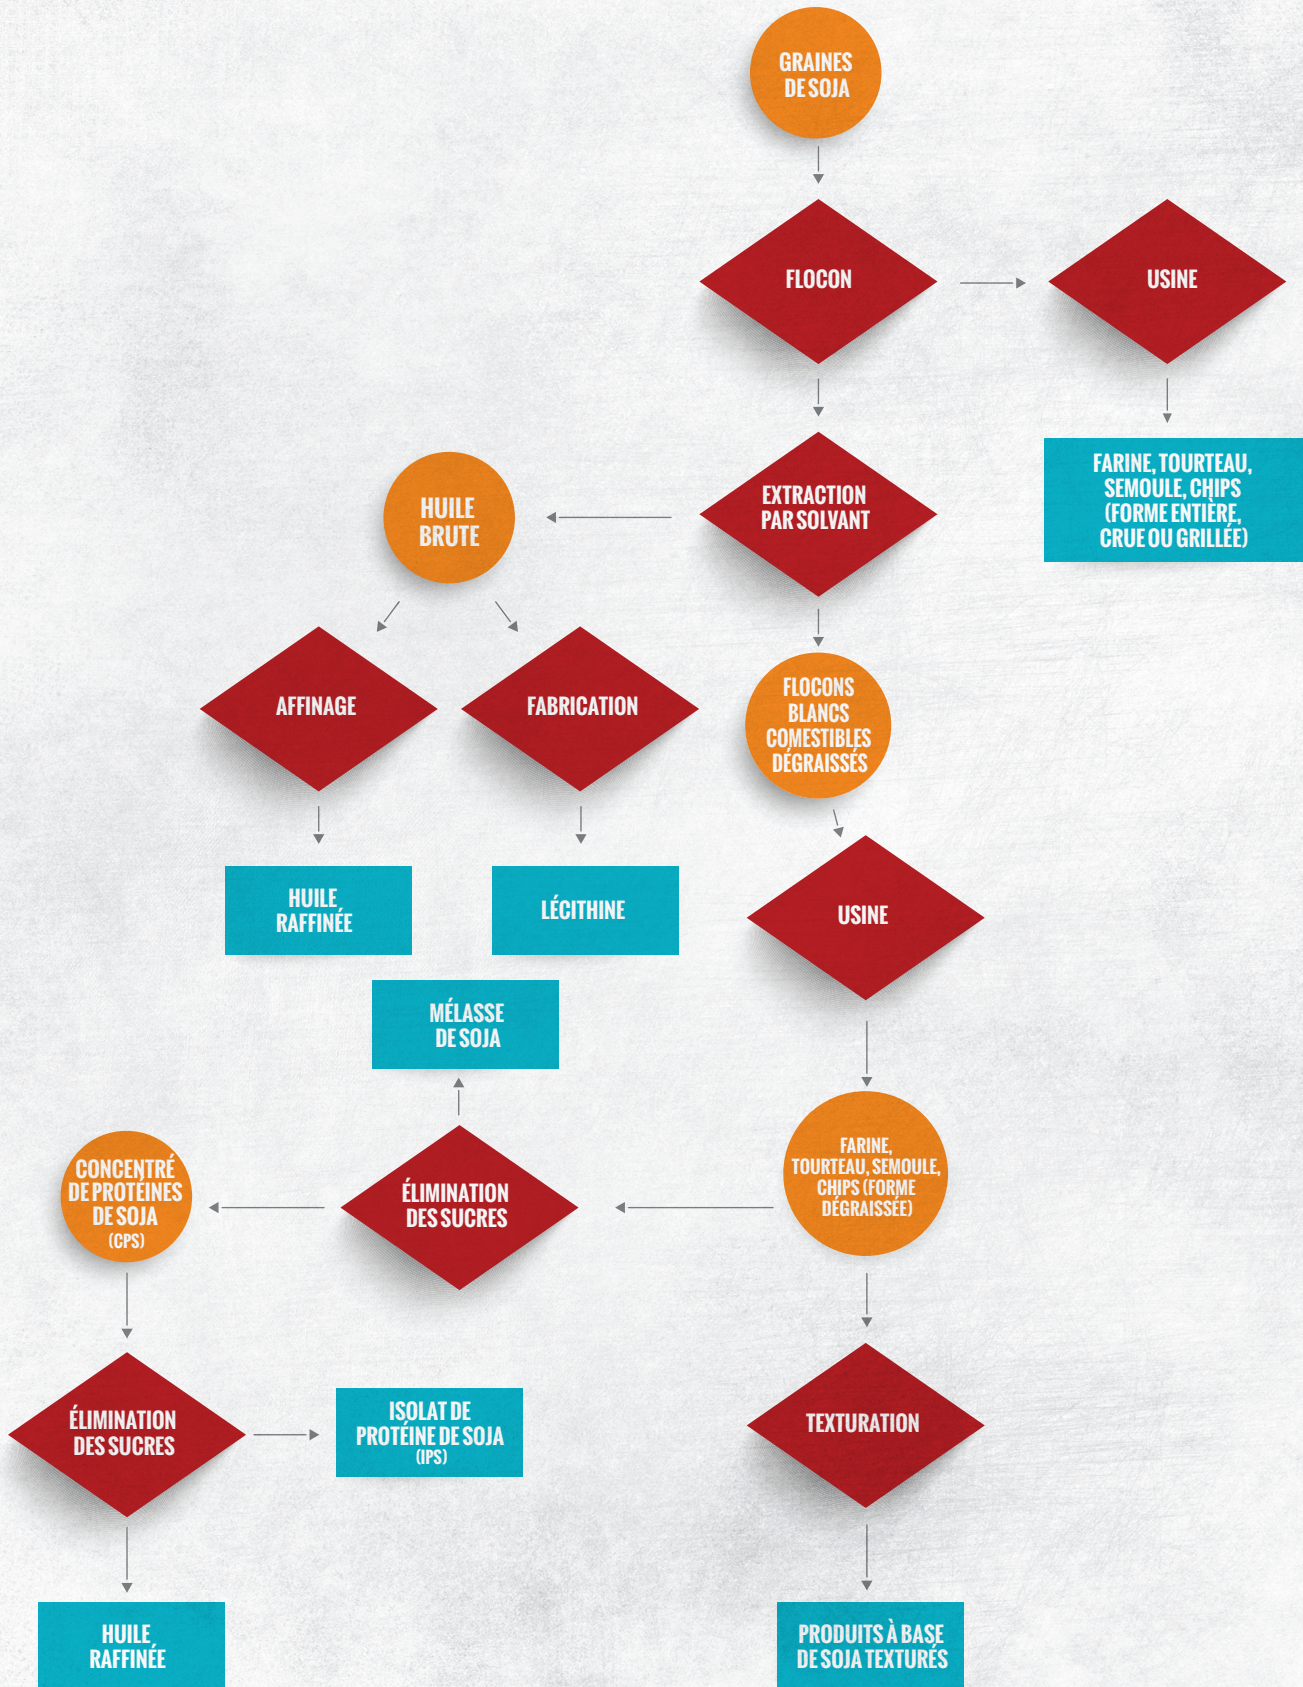 GRAINES
DE SOJA
FLOCON
USINE
FARINE, TOURTEAU,
SEMOULE, CHIPS
(FORME ENTIÈRE,
CRUE OU GRILLÉE)
EXTRACTION
PAR SOLVANT
HUILE
BRUTE
AFFINAGE
FABRICATION
FLOCONS
BLANCS
COMESTIBLES
DÉGRAISSÉS
HUILE
RAFFINÉE
LÉCITHINE
USINE
MÉLASSE
DE SOJA
FARINE,
TOURTEAU, SEMOULE,
CHIPS (FORME
DÉGRAISSÉE)
ÉLIMINATION
DES SUCRES
CONCENTRÉ
DE PROTÉINES
DE SOJA
(CPS)
ÉLIMINATION
DES SUCRES
ISOLAT DE
PROTÉINE DE SOJA
(IPS)
TEXTURATION
HUILE
RAFFINÉE
PRODUITS À BASE
DE SOJA TEXTURÉS